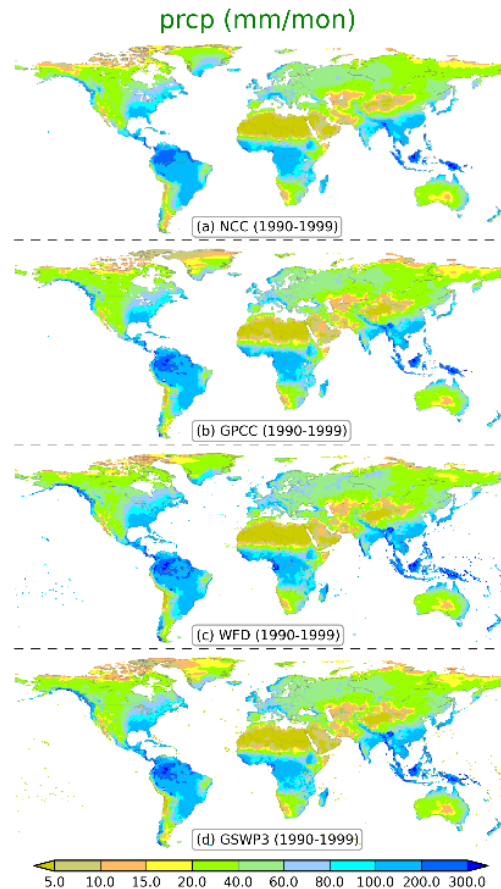 prcp (mm/mon)
(a) NCC (1990-1999)
(b) GPCC (1990-1999)
(c) WFD (1990-1999)
(d) GSWP3 (1990-1999)
5.0 10.0 15.0 20.0 40.0 60.0 80.0 100.0 200.0 300.0